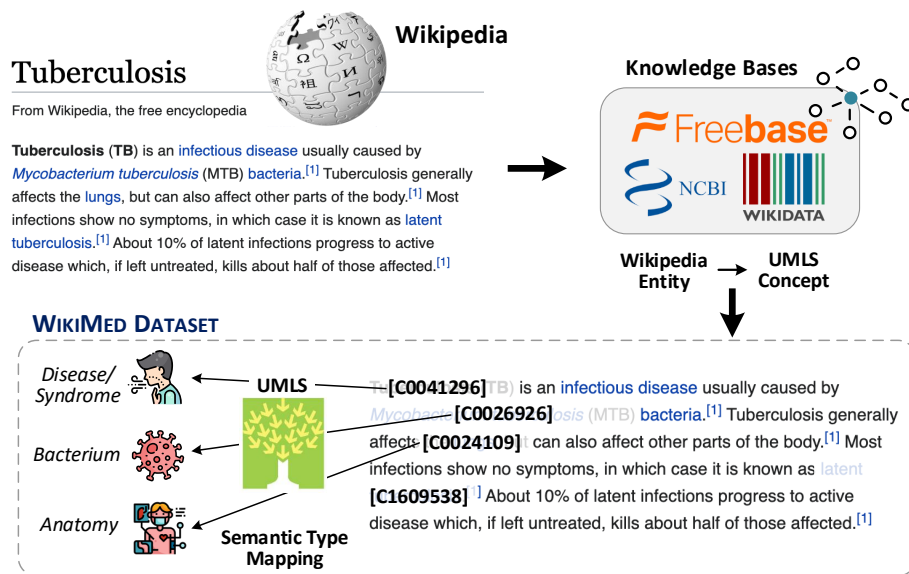 Wikipedia
Tuberculosis
From Wikipedia, the free encyclopedia
Tuberculosis (TB) is an infectious disease usually caused by
Mycobacterium tuberculosis (MTB) bacteria.[1] Tuberculosis generally
affects the lungs, but can also affect other parts of the body.[1] Most
infections show no symptoms, in which case it is known as latent
tuberculosis.[1] About 10% of latent infections progress to active
disease which, if left untreated, kills about half of those affected.[1]
Knowledge Bases
Freebase™
NCBI
WIKIDATA
Wikipedia
Entity
UMLS
Concept
WIKIMED DATASET
Disease/
Syndrome
Bacterium
Anatomy
UMLS
Semantic Type
Mapping
[C0041296] TB) is an infectious disease usually caused by
Mycobact [C0026926] osis (MTB) bacteria.[1] Tuberculosis generally
affect [C0024109] t can also affect other parts of the body.[1] Most
infections show no symptoms, in which case it is known as latent
[C1609538] 1] About 10% of latent infections progress to active
disease which, if left untreated, kills about half of those affected.[1]